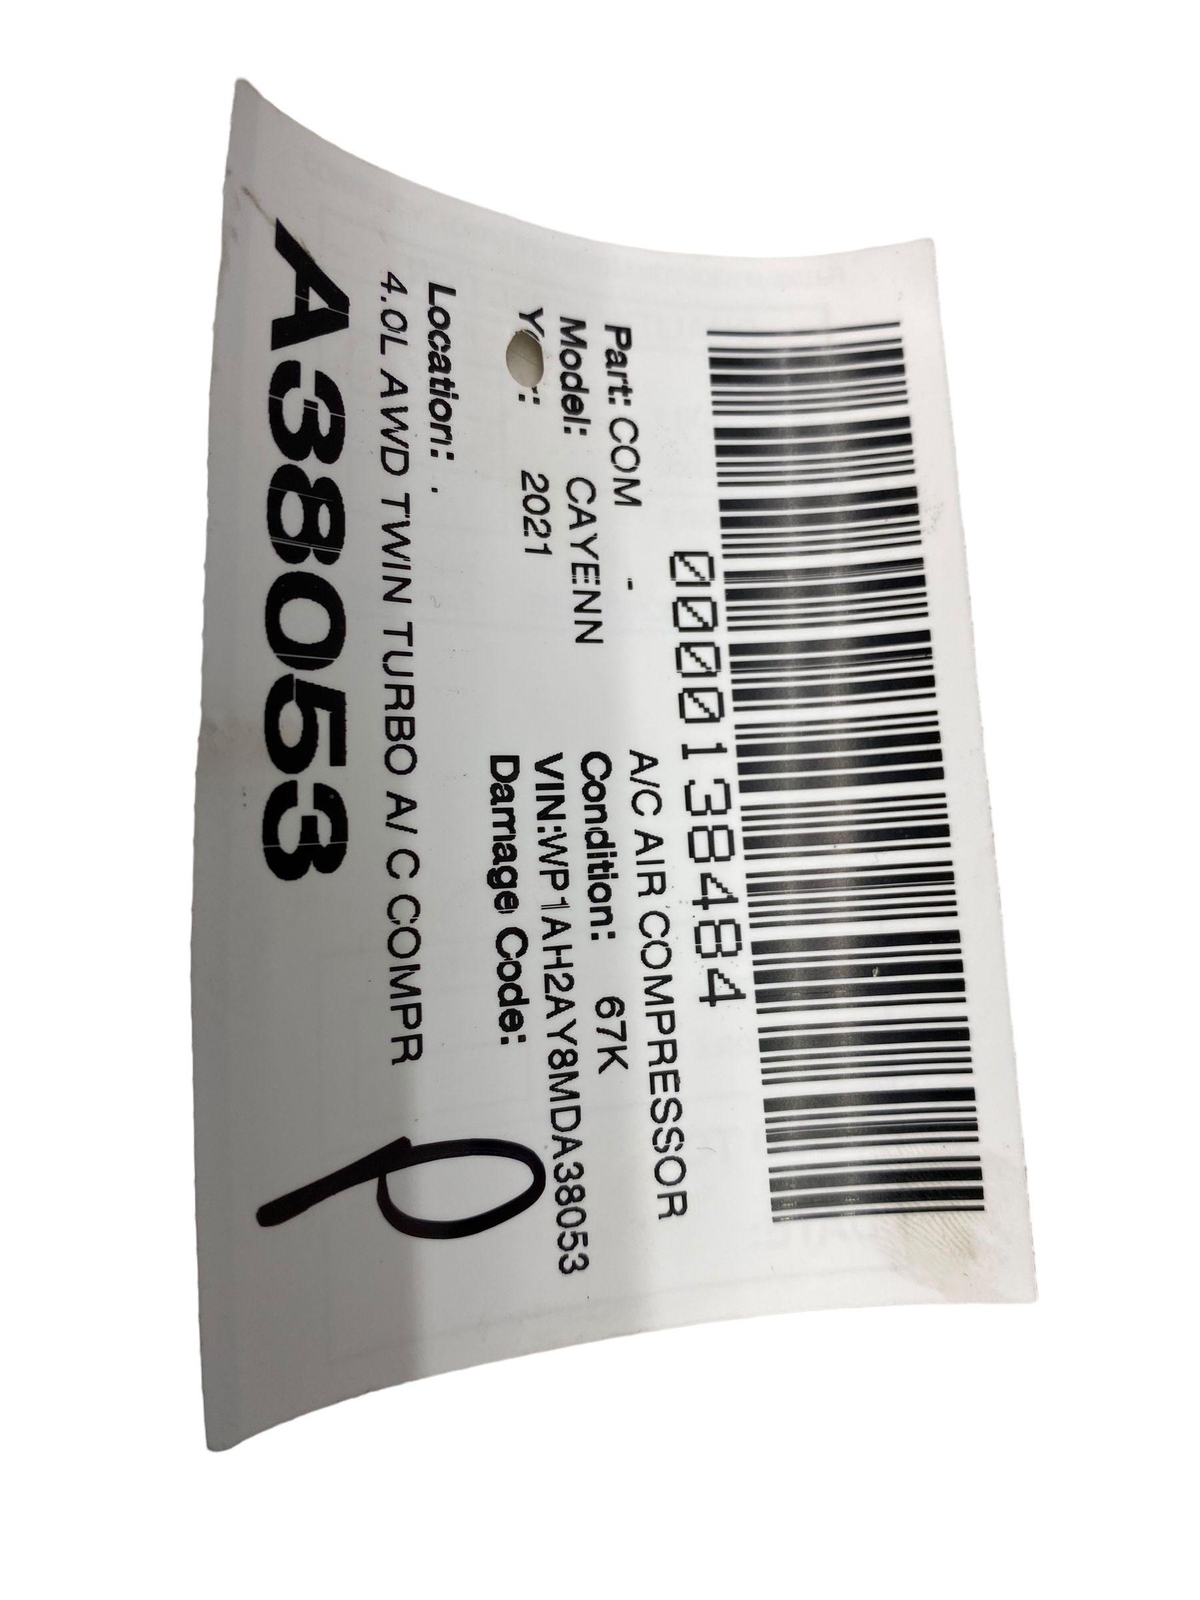 0000138484
Part: COM - A/C AIR COMPRESSOR
Model: CAYENN Condition: 67K
2021 VIN:WP1AH2AY8MDA38053
Damage Code:
Location: .
4.0L AWD TWIN TURBO A/C COMPR
A38053